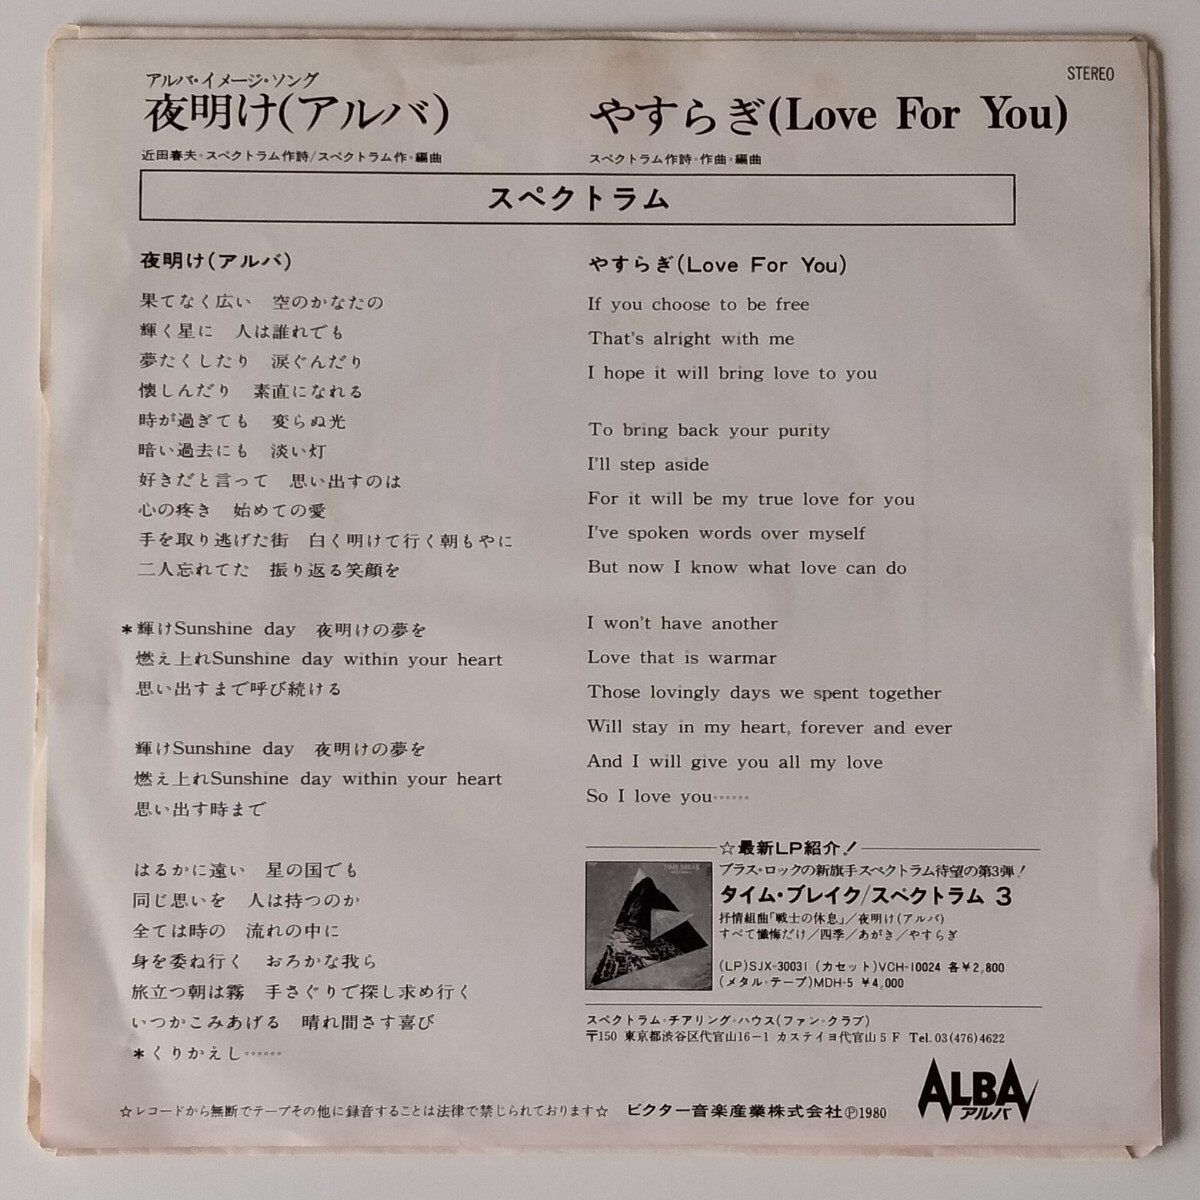 STEREO
アルバ・イメージ・ソング
夜明け(アルバ)
近田春夫・スペクトラム作詩/スペクトラム作・編曲
やすらぎ(Love For You)
スペクトラム作詩・作曲・編曲
スペクトラム
夜明け(アルバ)
果てなく広い　空のかなたの
輝く星に　人は誰れでも
夢たくしたり　涙ぐんだり
懐しんだり　素直になれる
時が過ぎても　変らぬ光
暗い過去にも　淡い灯
好きだと言って　思い出すのは
心の疼き　始めての愛
手を取り逃げた街　白く明けて行く朝もやに
二人忘れてた　振り返る笑顔を
＊輝けSunshine day　夜明けの夢を
燃え上れSunshine day within your heart
思い出すまで呼び続ける
輝けSunshine day　夜明けの夢を
燃え上れSunshine day within your heart
思い出す時まで
はるかに遠い　星の国でも
同じ思いを　人は持つのか
全ては時の　流れの中に
身を委ね行く　おろかな我ら
旅立つ朝は霧　手さぐりで探し求め行く
いつかこみあげる　晴れ間さす喜び
＊くりかえし……
やすらぎ(Love For You)
If you choose to be free
That's alright with me
I hope it will bring love to you
To bring back your purity
I'll step aside
For it will be my true love for you
I've spoken words over myself
But now I know what love can do
I won't have another
Love that is warmar
Those lovingly days we spent together
Will stay in my heart, forever and ever
And I will give you all my love
So I love you……
☆最新LP紹介!
TIME BREAK
ブラス・ロックの新旗手スペクトラム待望の第3弾!
タイム・ブレイク/スペクトラム 3
抒情組曲「戦士の休息」/夜明け(アルバ)
すべて懺悔だけ/四季/あがき/やすらぎ
(LP)SJX-30031 (カセット)VCH-10024 各¥2,800
(メタル・テープ)MDH-5 ¥4,000
スペクトラム・チアリング・ハウス(ファン・クラブ)
〒150 東京都渋谷区代官山16-1 カステイヨ代官山5F Tel. 03(476)4622
☆レコードから無断でテープその他に録音することは法律で禁じられております☆　ビクター音楽産業株式会社Ⓟ1980
ALBA
アルバ